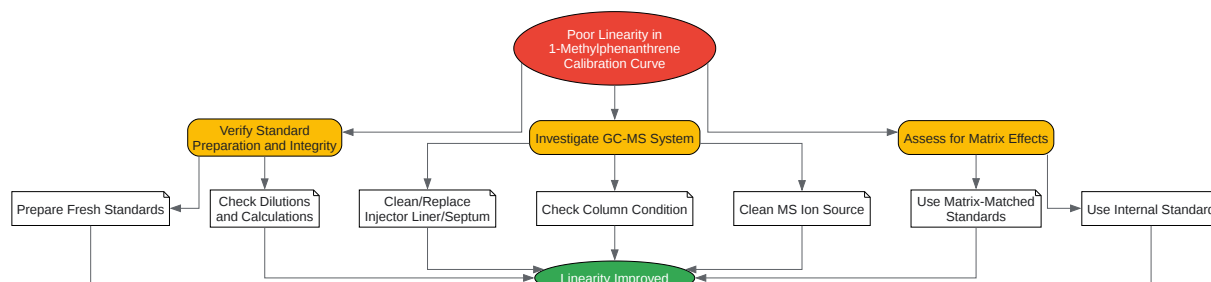 Poor Linearity in
1-Methylphenanthrene
Calibration Curve
Verify Standard
Preparation and Integrity
Investigate GC-MS System
Assess for Matrix Effects
Prepare Fresh Standards
Check Dilutions
and Calculations
Clean/Replace
Injector Liner/Septum
Check Column Condition
Clean MS Ion Source
Use Matrix-Matched
Standards
Use Internal Standard
Linearity Improved